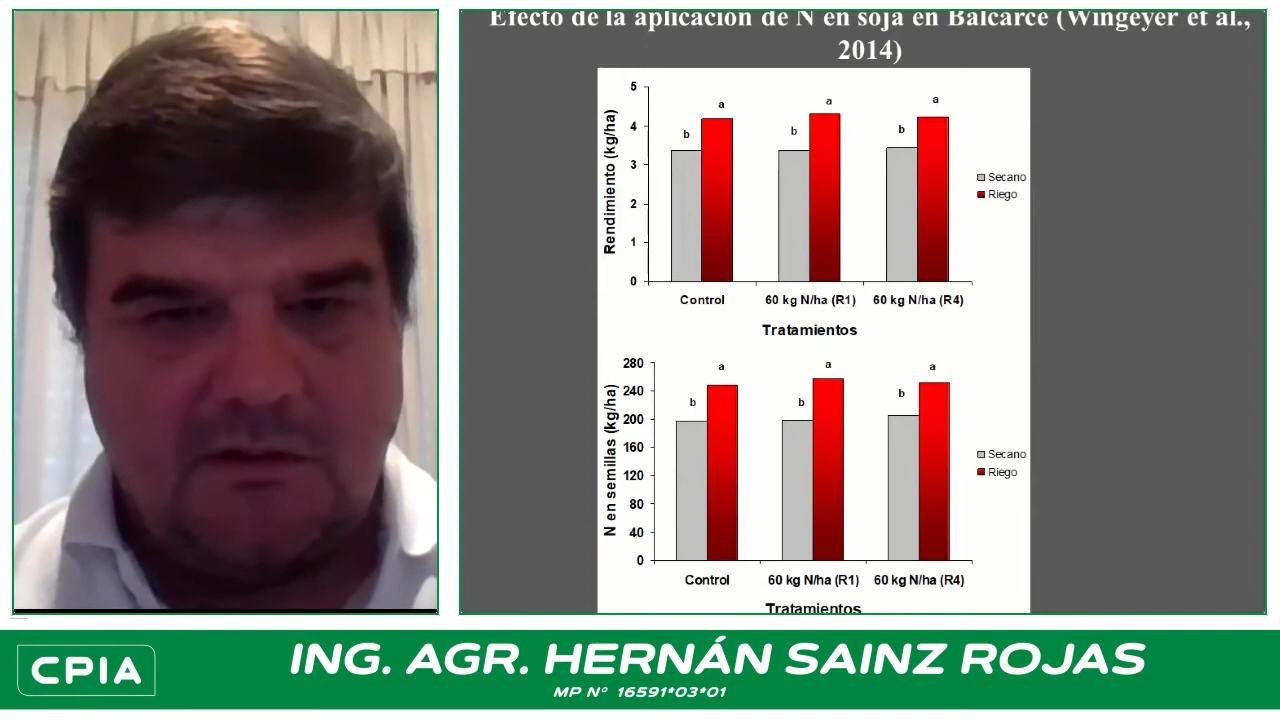 Efecto de la aplicación de N en soja en Balcarce (Wingeyer et al.,
2014)
5
4
3
2
1
0
Rendimiento (kg/ha)
b
a
b
a
b
a
Secano
Riego
Control
60 kg N/ha (R1)
60 kg N/ha (R4)
Tratamientos
280
240
200
160
120
80
40
0
N en semillas (kg/ha)
b
a
b
a
b
a
Secano
Riego
Control
60 kg N/ha (R1)
60 kg N/ha (R4)
Tratamientos
CPIA
ING. AGR. HERNÁN SAINZ ROJAS
MP Nº 16591*03*01